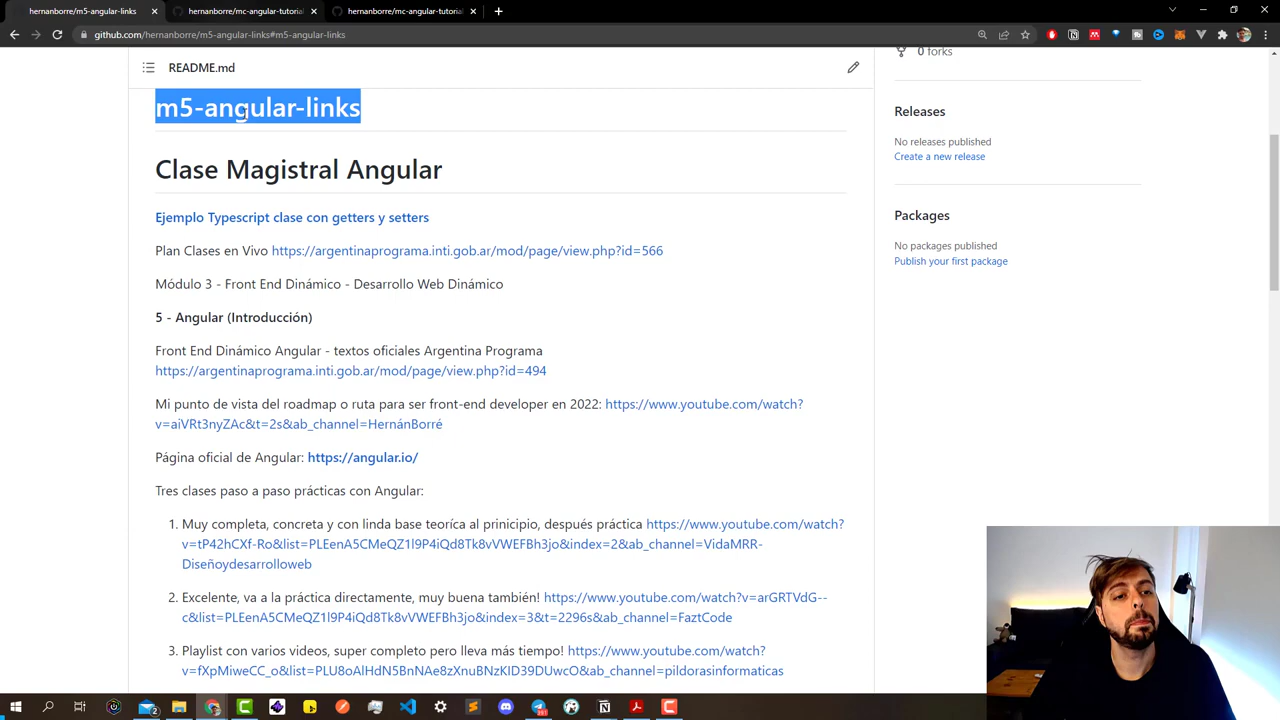 hernanborre/m5-angular-links
hernanborre/mc-angular-tutorial
hernanborre/mc-angular-tutorial
github.com/hernanborre/m5-angular-links#m5-angular-links
README.md
0 forks
m5-angular-links
Clase Magistral Angular
Ejemplo Typescript clase con getters y setters
Plan Clases en Vivo https://argentinaprograma.inti.gob.ar/mod/page/view.php?id=566
Módulo 3 - Front End Dinámico - Desarrollo Web Dinámico
5 - Angular (Introducción)
Front End Dinámico Angular - textos oficiales Argentina Programa
https://argentinaprograma.inti.gob.ar/mod/page/view.php?id=494
Mi punto de vista del roadmap o ruta para ser front-end developer en 2022: https://www.youtube.com/watch?
v=aiVRt3nyZAc&t=2s&ab_channel=HernánBorré
Página oficial de Angular: https://angular.io/
Tres clases paso a paso prácticas con Angular:
1. Muy completa, concreta y con linda base teoríca al prinicipio, después práctica https://www.youtube.com/watch?
v=tP42hCXf-Ro&list=PLEenA5CMeQZ1l9P4iQd8Tk8vVWEFBh3jo&index=2&ab_channel=VidaMRR-
Diseñoydesarrolloweb
2. Excelente, va a la práctica directamente, muy buena también! https://www.youtube.com/watch?v=arGRTVdG--
c&list=PLEenA5CMeQZ1l9P4iQd8Tk8vVWEFBh3jo&index=3&t=2296s&ab_channel=FaztCode
3. Playlist con varios videos, super completo pero lleva más tiempo! https://www.youtube.com/watch?
v=fXpMiweCC_o&list=PLU8oAlHdN5BnNAe8zXnuBNzKID39DUwcO&ab_channel=pildorasinformaticas
Releases
No releases published
Create a new release
Packages
No packages published
Publish your first package